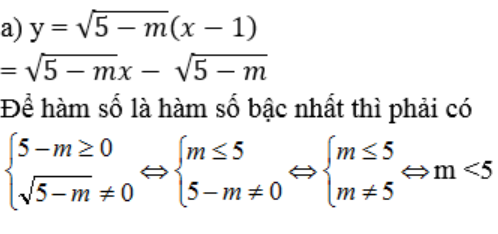 a) y = √(5 − m)(x − 1)
= √(5 − m)x − √(5 − m)
Để hàm số là hàm số bậc nhất thì phải có
{5 − m ≥ 0; √(5 − m) ≠ 0 ⇔ {m ≤ 5; 5 − m ≠ 0 ⇔ {m ≤ 5; m ≠ 5 ⇔ m <5